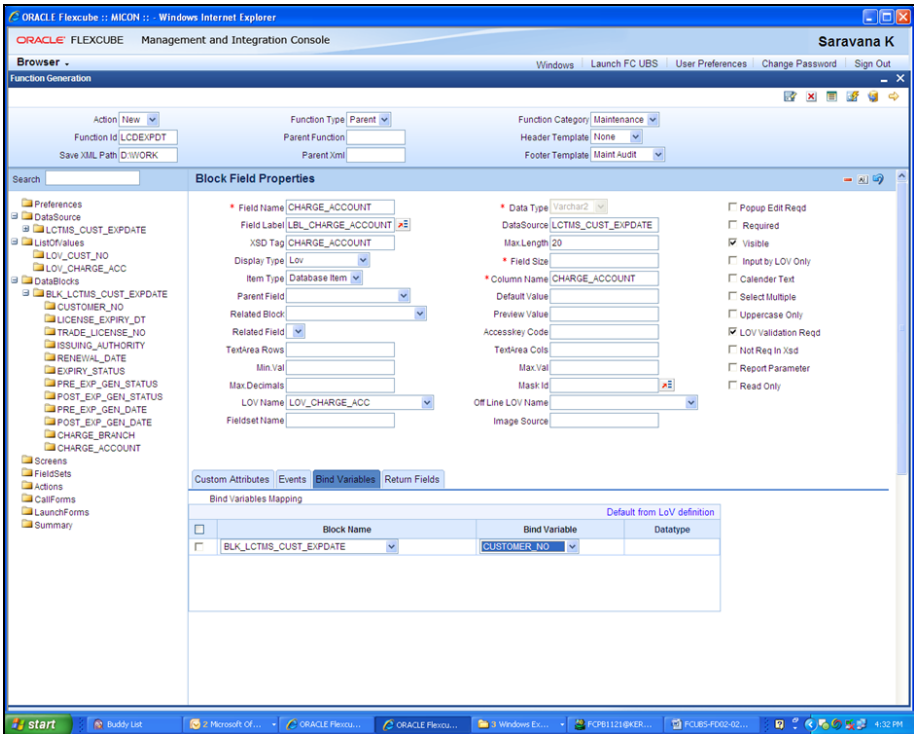 ORACLE Flexcube :: MICON :: - Windows Internet Explorer
ORACLE FLEXCUBE Management and Integration Console Saravana K
Browser . Windows Launch FC UBS User Preferences Change Password Sign Out
Function Generation
Action New Function Type Parent Function Category Maintenance
Function Id LCDEXPDT Parent Function Header Template None
Save XML Path D:\WORK Parent Xml Footer Template Maint Audit
Search
Preferences
DataSource
LCTMS_CUST_EXPDATE
ListOfValues
LOV_CUST_NO
LOV_CHARGE_ACC
DataBlocks
BLK_LCTMS_CUST_EXPDATE
CUSTOMER_NO
LICENSE_EXPIRY_DT
TRADE_LICENSE_NO
ISSUING_AUTHORITY
RENEWAL_DATE
EXPIRY_STATUS
PRE_EXP_GEN_STATUS
POST_EXP_GEN_STATUS
PRE_EXP_GEN_DATE
POST_EXP_GEN_DATE
CHARGE_BRANCH
CHARGE_ACCOUNT
Screens
FieldSets
Actions
CallForms
LaunchForms
Summary
Block Field Properties
* Field Name CHARGE_ACCOUNT * Data Type Varchar2 Popup Edit Reqd
Field Label LBL_CHARGE_ACCOUNT DataSource LCTMS_CUST_EXPDATE Required
XSD Tag CHARGE_ACCOUNT Max.Length 20 Visible
Display Type Lov * Field Size Input by LOV Only
Item Type Database Item * Column Name CHARGE_ACCOUNT Calender Text
Parent Field Default Value Select Multiple
Related Block Preview Value Uppercase Only
Related Field Accesskey Code LOV Validation Reqd
TextArea Rows TextArea Cols Not Req In Xsd
Min.Val Max.Val Report Parameter
Max.Decimals Mask Id Read Only
LOV Name LOV_CHARGE_ACC Off Line LOV Name
Fieldset Name Image Source
Custom Attributes Events Bind Variables Return Fields
Bind Variables Mapping
Default from LoV definition
Block Name Bind Variable Datatype
BLK_LCTMS_CUST_EXPDATE CUSTOMER_NO
start Buddy List 2 Microsoft Of... ORACLE Flexcu... ORACLE Flexcu... 3 Windows Ex... FCPB1121@KER... FCUBS-FD02-02... 4:32 PM